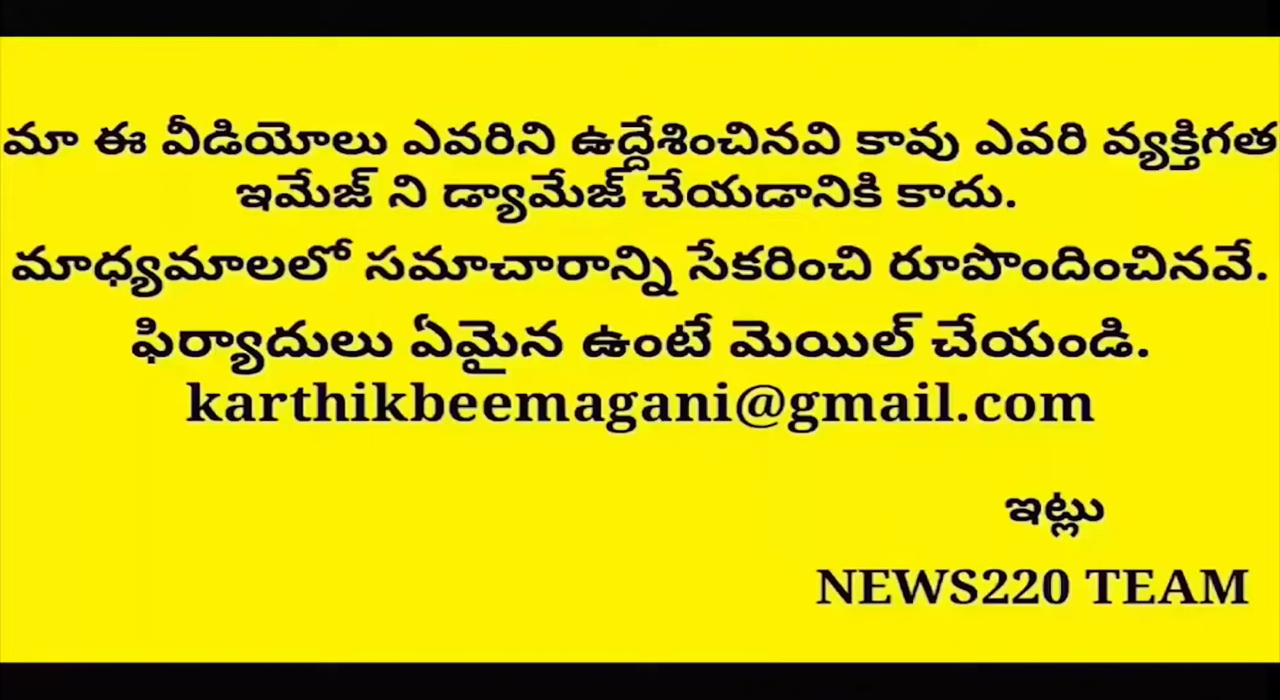 మా ఈ వీడియోలు ఎవరిని ఉద్దేశించినవి కావు ఎవరి వ్యక్తిగత
ఇమేజ్ ని డ్యామేజ్ చేయడానికి కాదు.
మాధ్యమాలలో సమాచారాన్ని సేకరించి రూపొందించినవే.
ఫిర్యాదులు ఏమైన ఉంటే మెయిల్ చేయండి.
karthikbeemagani@gmail.com
ఇట్లు
NEWS220 TEAM